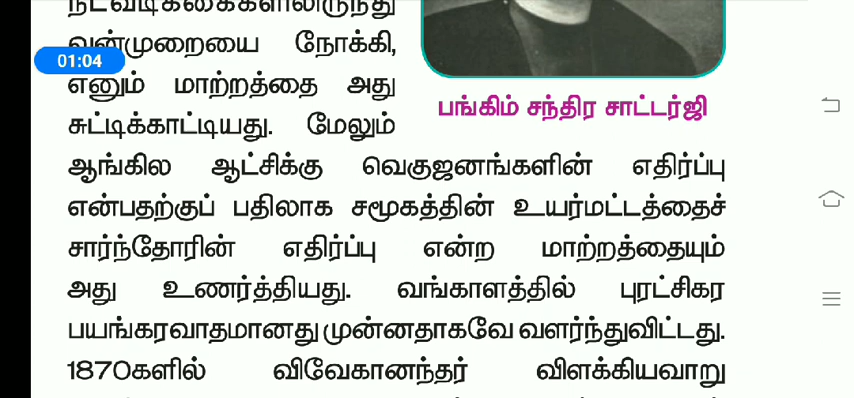 நடவடிக்கைகளிலிருந்து
வன்முறையை நோக்கி,
01:04
எனும் மாற்றத்தை அது
பங்கிம் சந்திர சாட்டர்ஜி
சுட்டிக்காட்டியது. மேலும்
ஆங்கில ஆட்சிக்கு வெகுஜனங்களின் எதிர்ப்பு
என்பதற்குப் பதிலாக சமூகத்தின் உயர்மட்டத்தைச்
சார்ந்தோரின் எதிர்ப்பு என்ற மாற்றத்தையும்
அது உணர்த்தியது. வங்காளத்தில் புரட்சிகர
பயங்கரவாதமானது முன்னதாகவே வளர்ந்துவிட்டது.
1870களில் விவேகானந்தர் விளக்கியவாறு